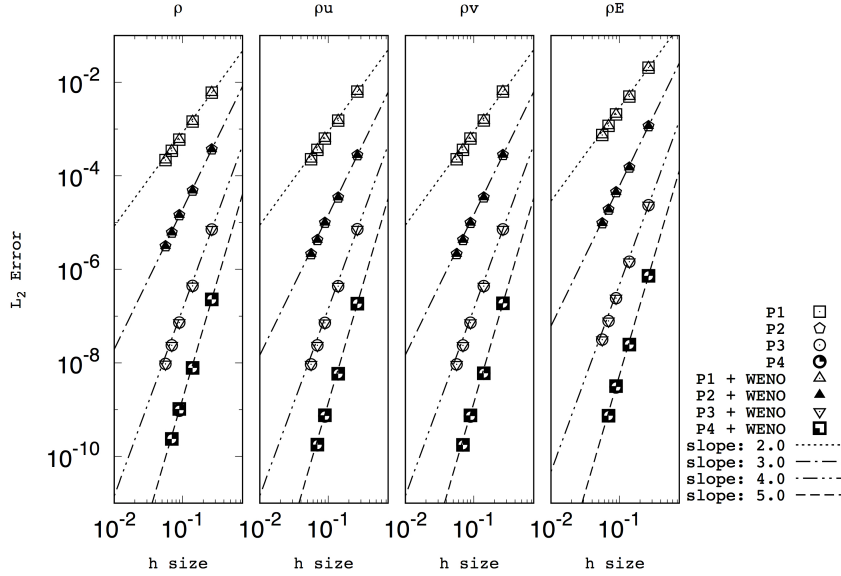 ρ ρu ρv ρE
10^-2
10^-4
10^-6
10^-8
10^-10
L₂ Error
10^-2 10^-1 10^-2 10^-1 10^-2 10^-1 10^-2 10^-1
h size h size h size h size
P1
P2
P3
P4
P1 + WENO
P2 + WENO
P3 + WENO
P4 + WENO
slope: 2.0
slope: 3.0
slope: 4.0
slope: 5.0